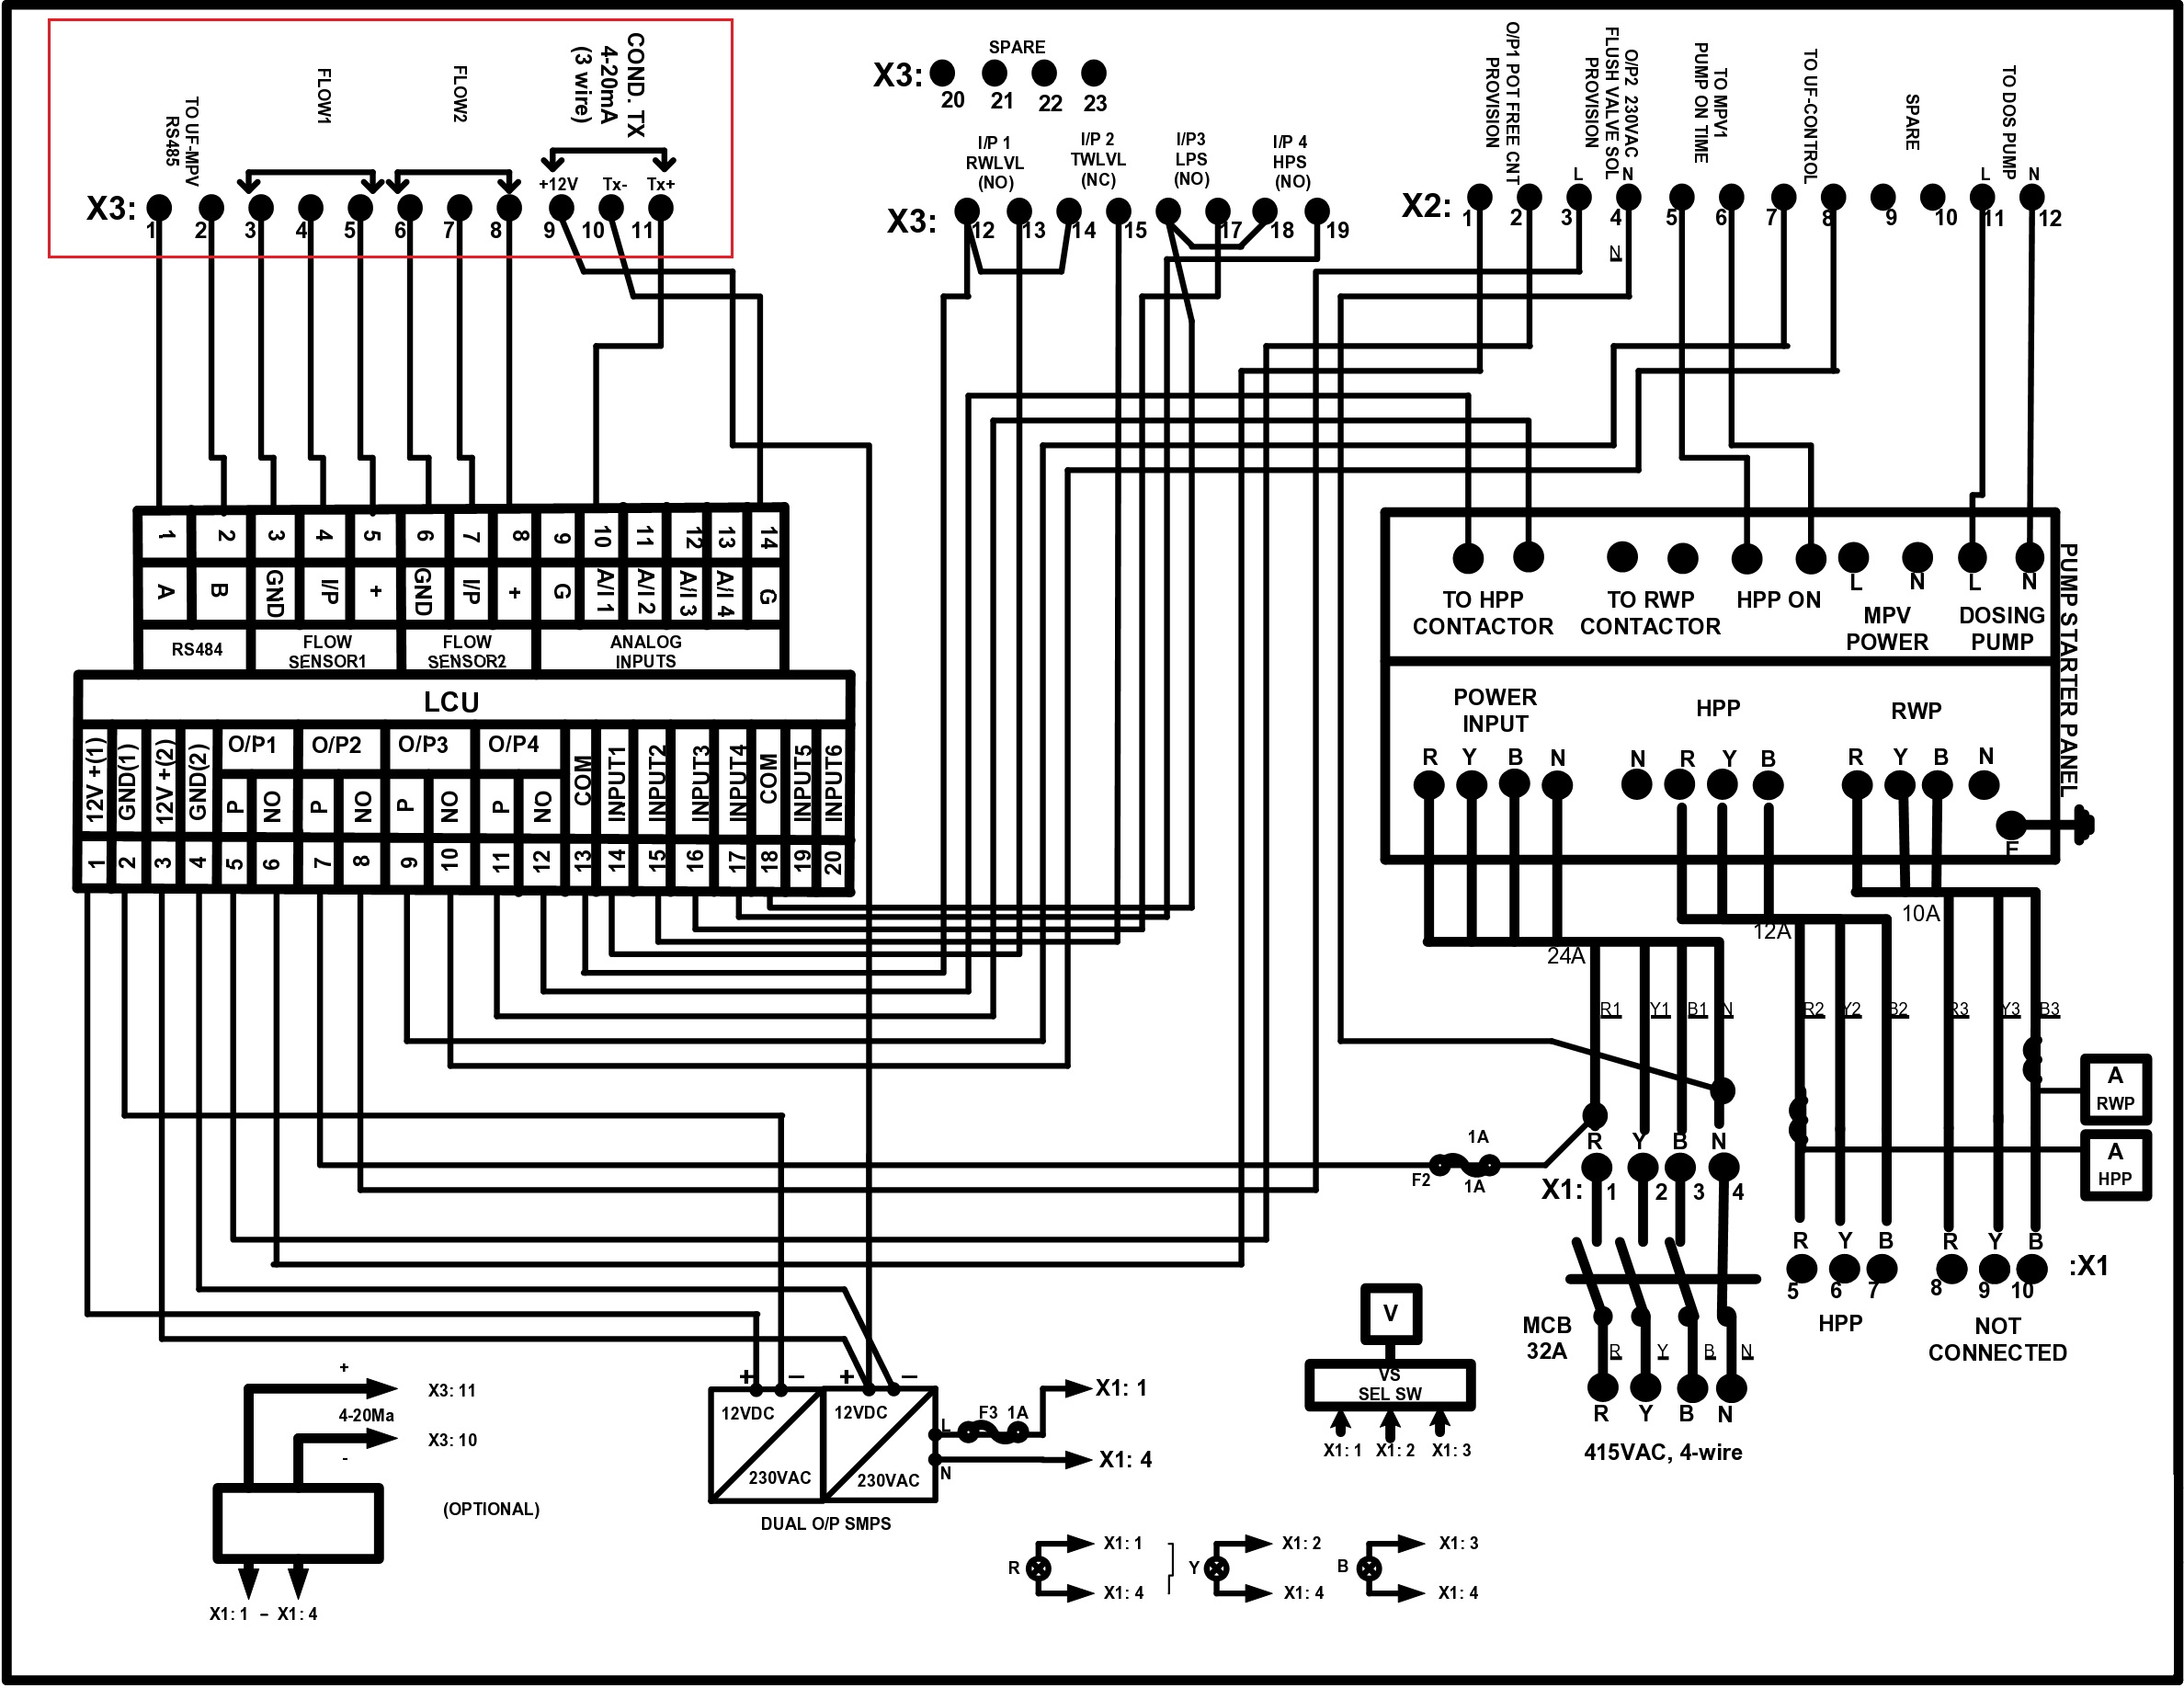 COND. TX
4-20mA
(3 wire)
FLOW1
FLOW2
TO UF-MPV
RS485
+12V Tx- Tx+
X3:
1 2 3 4 5 6 7 8 9 10 11
SPARE
X3:
20 21 22 23
I/P 1
RWLVL
(NO)
I/P 2
TWLVL
(NC)
I/P3
LPS
(NO)
I/P 4
HPS
(NO)
X3:
12 13 14 15 17 18 19
O/P1 POT FREE CNT
PROVISION
O/P2 230VAC
FLUSH VALVE SOL
PROVISION
TO MPV1
PUMP ON TIME
TO UF-CONTROL
SPARE
TO DOS PUMP
L N L N
X2:
1 2 3 4 5 6 7 8 9 10 11 12
N
1 2 3 4 5 6 7 8 9 10 11 12 13 14
A B GND I/P + GND I/P + G A/I 1 A/I 2 A/I 3 A/I 4 G
RS484
FLOW
SENSOR1
FLOW
SENSOR2
ANALOG
INPUTS
LCU
12V +(1) GND(1) 12V +(2) GND(2)
O/P1 O/P2 O/P3 O/P4
P NO P NO P NO P NO
COM INPUT1 INPUT2 INPUT3 INPUT4 COM INPUT5 INPUT6
1 2 3 4 5 6 7 8 9 10 11 12 13 14 15 16 17 18 19 20
PUMP STARTER PANEL
L N L N
TO HPP
CONTACTOR
TO RWP
CONTACTOR
HPP ON
MPV
POWER
DOSING
PUMP
POWER
INPUT
HPP
RWP
R Y B N N R Y B R Y B N
E
24A
12A
10A
R1 Y1 B1 N R2 Y2 B2 R3 Y3 B3
A
RWP
A
HPP
1A
F2
1A
R Y B N
X1:
1 2 3 4
R Y B R Y B
:X1
5 6 7 8 9 10
HPP
NOT
CONNECTED
MCB
32A
R Y B N
R Y B N
415VAC, 4-wire
V
VS
SEL SW
X1: 1 X1: 2 X1: 3
+ − + −
12VDC 12VDC
230VAC 230VAC
L
N
F3 1A
X1: 1
X1: 4
DUAL O/P SMPS
+
X3: 11
4-20Ma
X3: 10
-
(OPTIONAL)
X1: 1 – X1: 4
R
X1: 1
X1: 4
Y
X1: 2
X1: 4
B
X1: 3
X1: 4